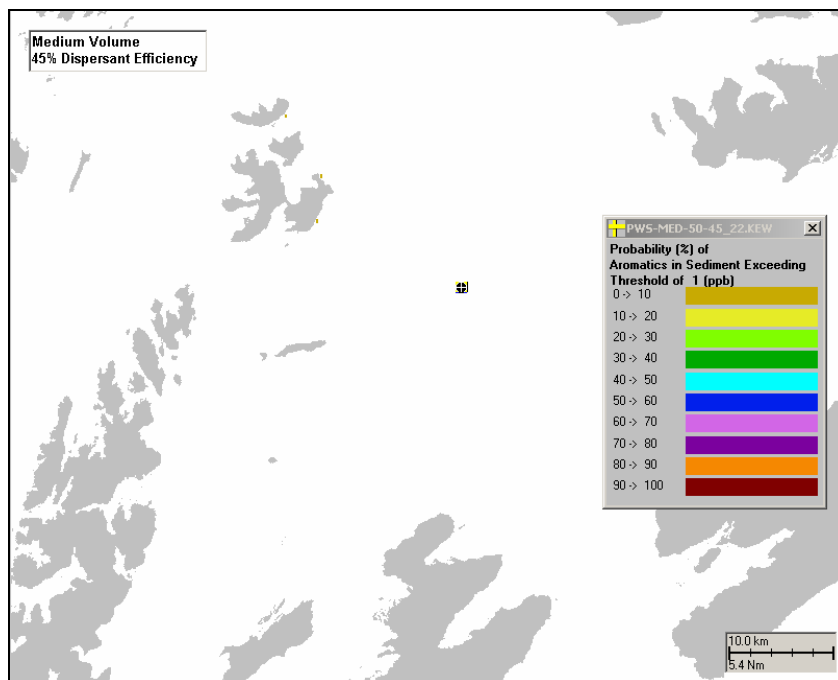 Medium Volume
45% Dispersant Efficiency
PWS-MED-50-45_22.KEW
Probability (%) of
Aromatics in Sediment Exceeding
Threshold of 1 (ppb)
0 -> 10
10 -> 20
20 -> 30
30 -> 40
40 -> 50
50 -> 60
60 -> 70
70 -> 80
80 -> 90
90 -> 100
10.0 km
5.4 Nm